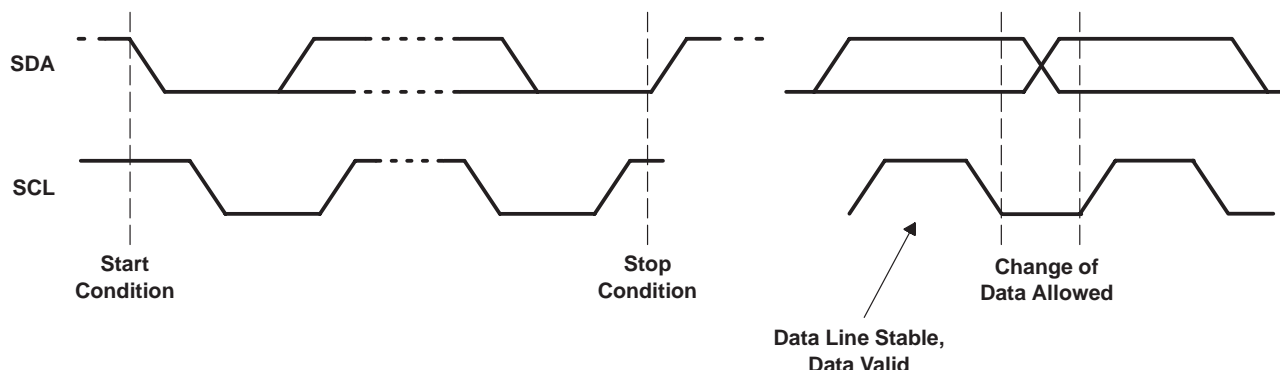 SDA
SCL
Start
Condition
Stop
Condition
Change of
Data Allowed
Data Line Stable,
Data Valid